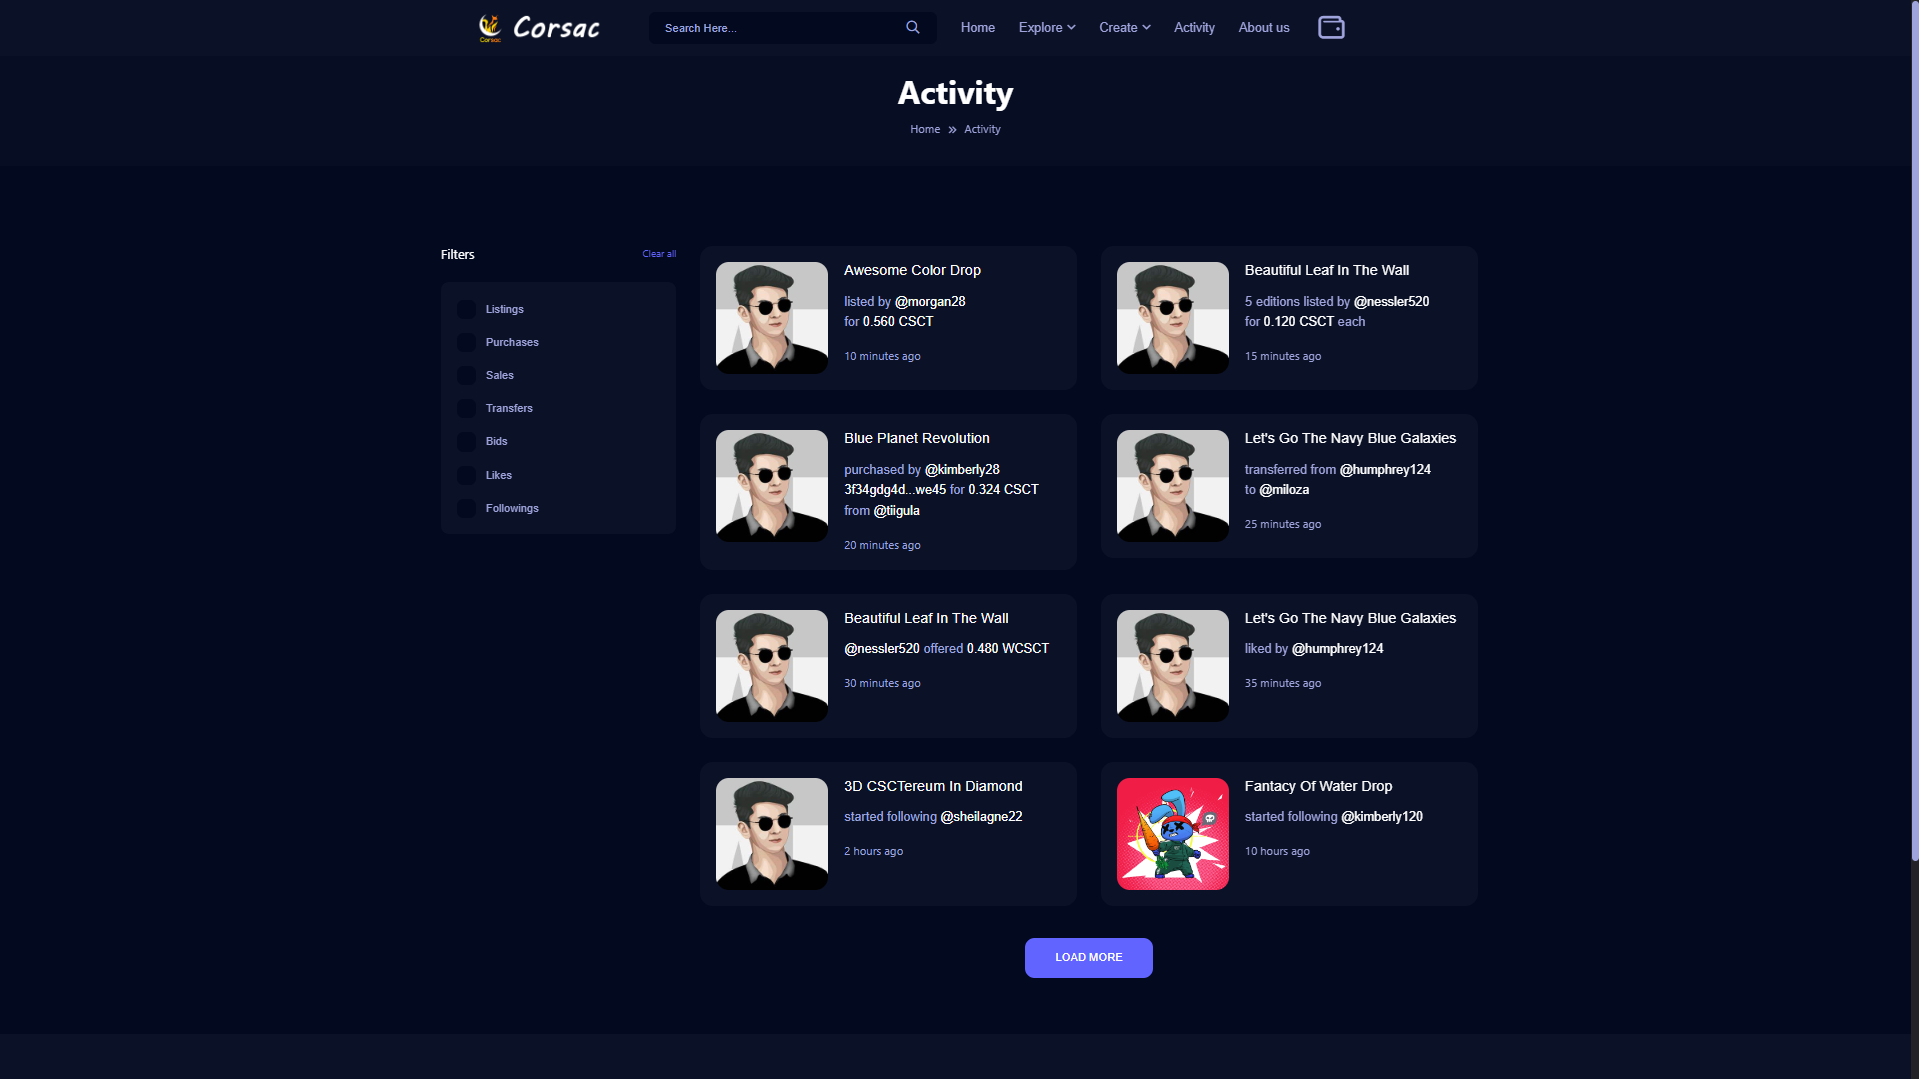 Corsac
Corsac
Search Here...
Home
Explore
Create
Activity
About us
Activity
Home » Activity
Filters
Clear all
Listings
Purchases
Sales
Transfers
Bids
Likes
Followings
Awesome Color Drop
listed by @morgan28
for 0.560 CSCT
10 minutes ago
Beautiful Leaf In The Wall
5 editions listed by @nessler520
for 0.120 CSCT each
15 minutes ago
Blue Planet Revolution
purchased by @kimberly28
3f34gdg4d...we45 for 0.324 CSCT
from @tiigula
20 minutes ago
Let's Go The Navy Blue Galaxies
transferred from @humphrey124
to @miloza
25 minutes ago
Beautiful Leaf In The Wall
@nessler520 offered 0.480 WCSCT
30 minutes ago
Let's Go The Navy Blue Galaxies
liked by @humphrey124
35 minutes ago
3D CSCTereum In Diamond
started following @sheilagne22
2 hours ago
Fantacy Of Water Drop
started following @kimberly120
10 hours ago
LOAD MORE